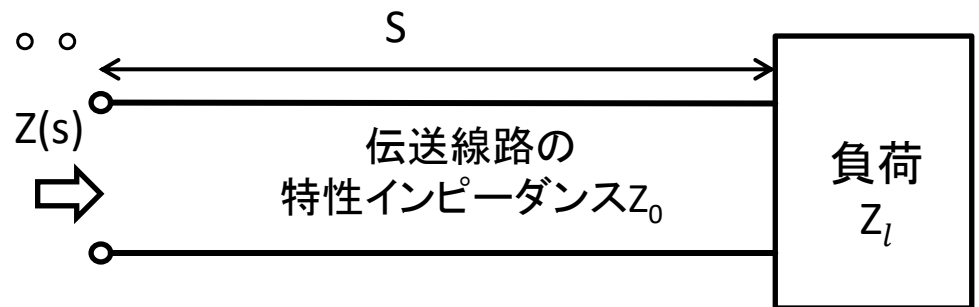 S
Z(s)
伝送線路の
特性インピーダンスZ₀
負荷
Zₗ